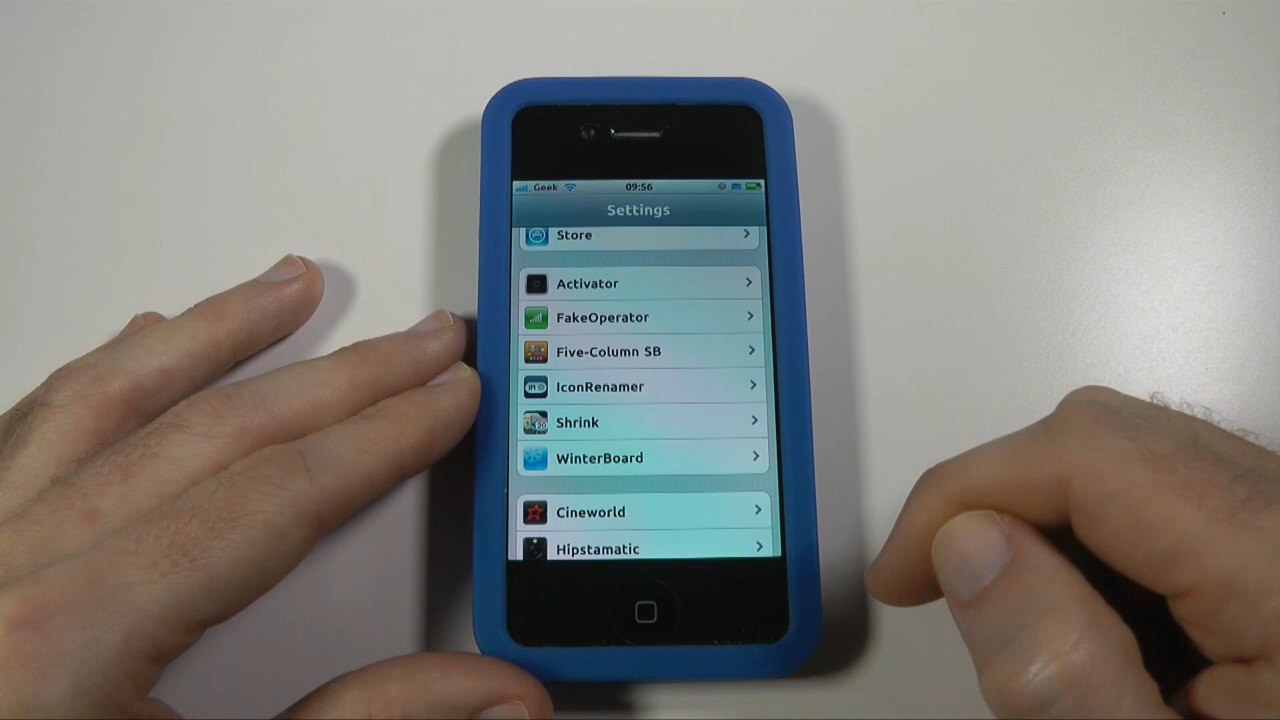 Geek 09:56
Settings
Store
Activator
FakeOperator
Five-Column SB
IconRenamer
Shrink
WinterBoard
Cineworld
Hipstamatic